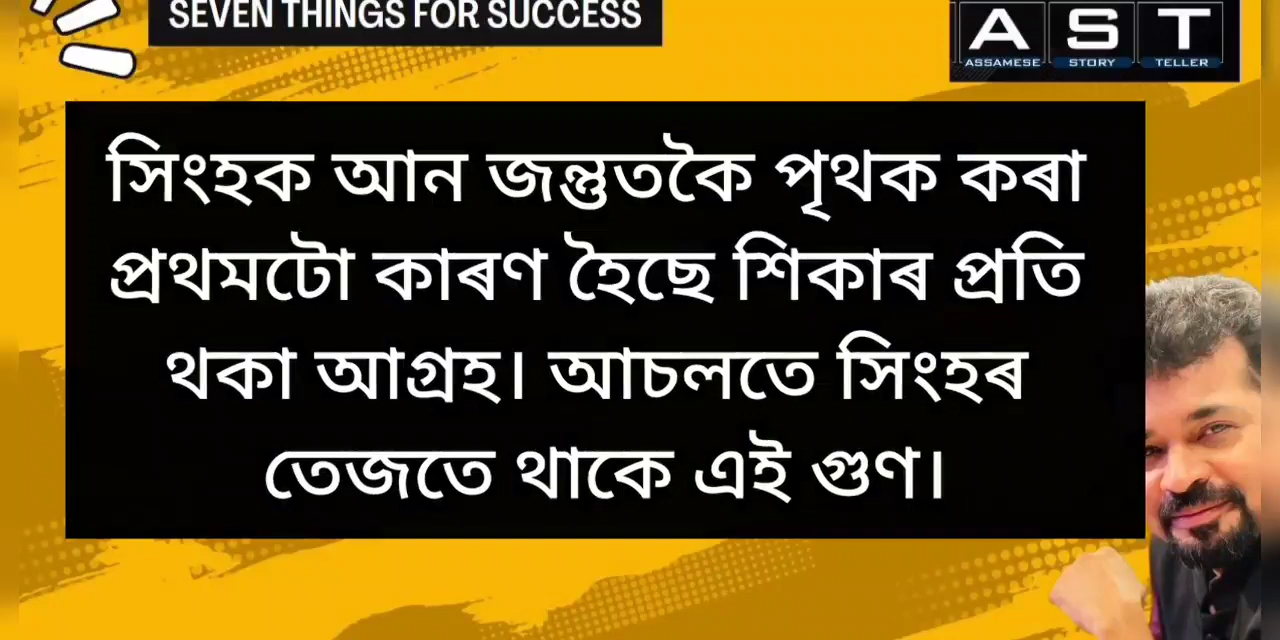 SEVEN THINGS FOR SUCCESS
A S T
ASSAMESE STORY TELLER
সিংহক আন জন্তুতকৈ পৃথক কৰা
প্ৰথমটো কাৰণ হৈছে শিকাৰ প্ৰতি
থকা আগ্ৰহ। আচলতে সিংহৰ
তেজতে থাকে এই গুণ।